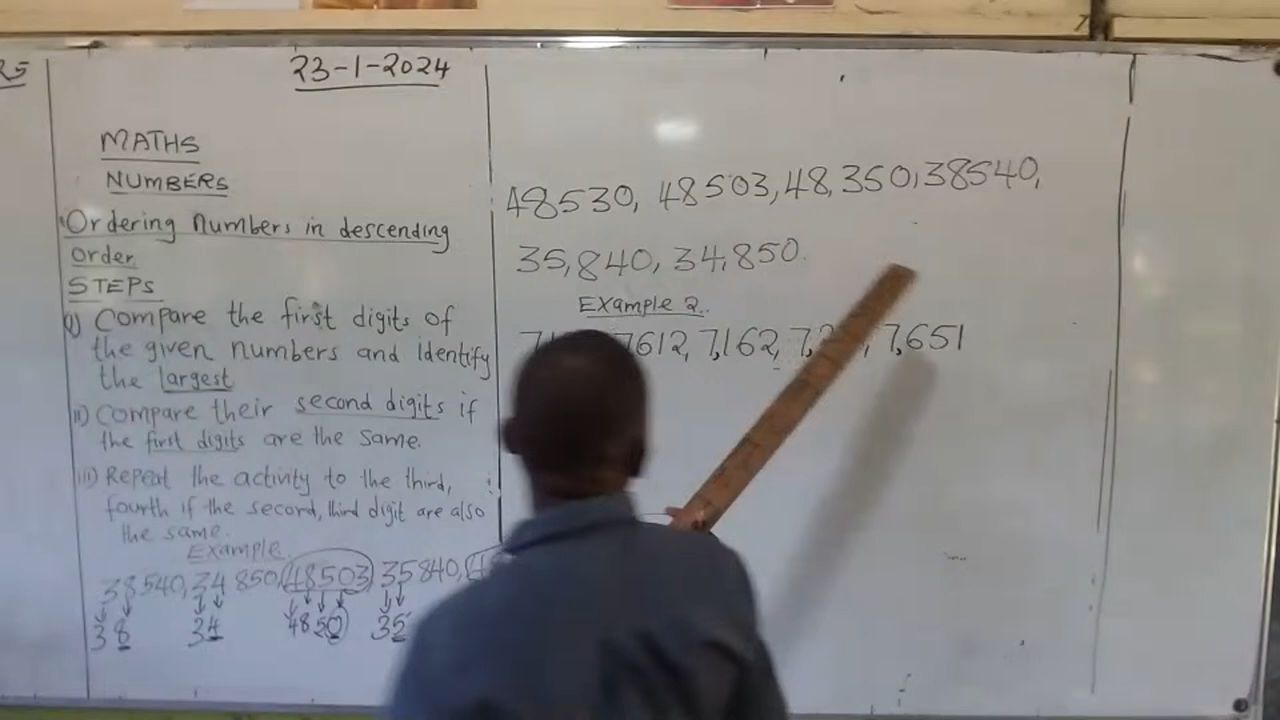 25
23-1-2024
MATHS
NUMBERS
Ordering numbers in descending
order
STEPS
i) Compare the first digits of
the given numbers and identify
the largest
ii) Compare their second digits if
the first digits are the same.
iii) Repeat the activity to the third,
fourth if the second, third digit are also
the same.
Example.
38540, 34 850, 48503, 35840,
38 34 4850 35
48530, 48503, 48,350, 38540,
35,840, 34,850.
Example 2.
7612, 7,162, 7,651